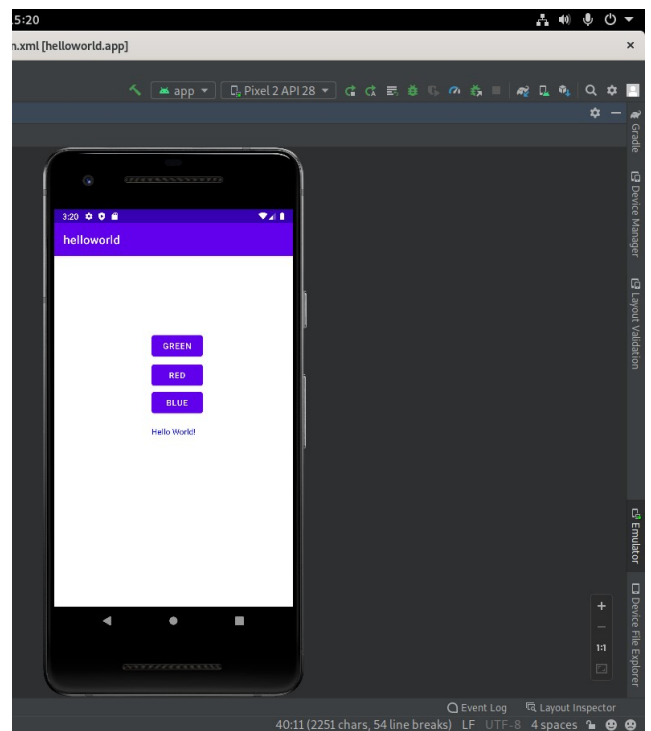 5:20
n.xml [helloworld.app]
app
Pixel 2 API 28
Gradle
Device Manager
Layout Validation
3:20
helloworld
GREEN
RED
BLUE
Hello World!
Emulator
Device File Explorer
1:1
Event Log
Layout Inspector
40:11 (2251 chars, 54 line breaks) LF UTF-8 4 spaces